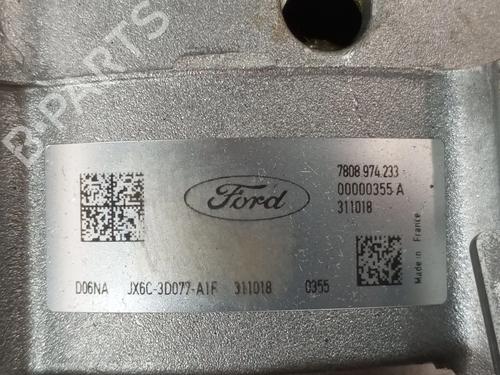 B-PARTS
Ford
7808 974.233
00000355 A
311018
Made in France
D06NA JX6C-3D077-A1F 311018 0355